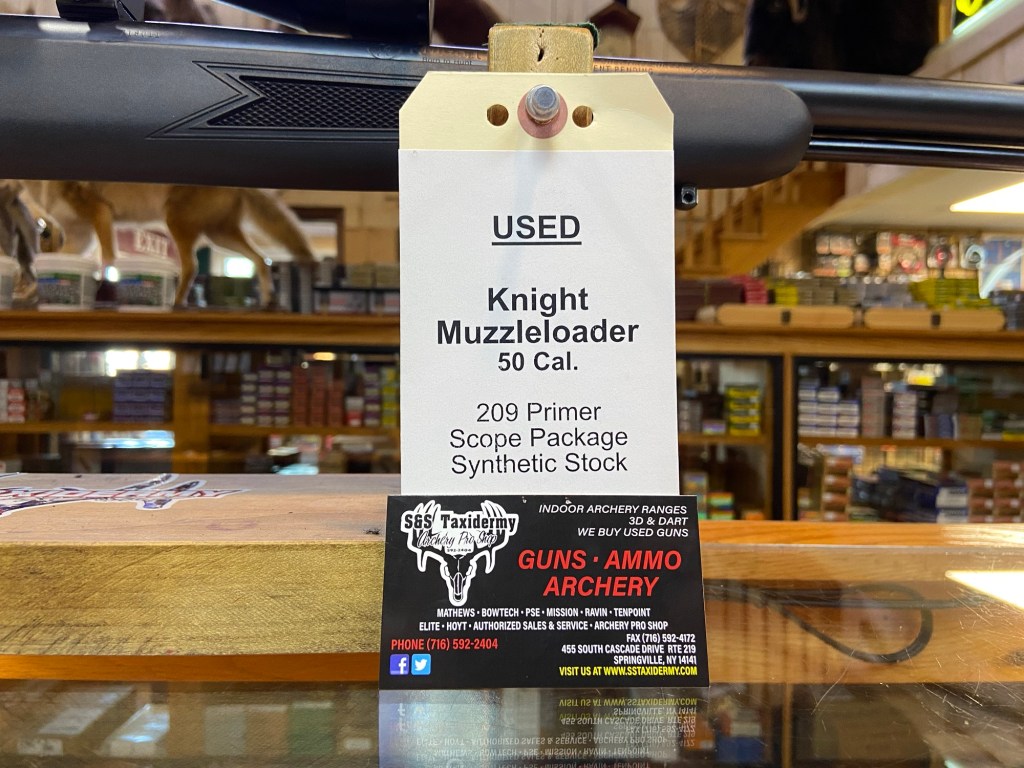 USED
Knight
Muzzleloader
50 Cal.
209 Primer
Scope Package
Synthetic Stock
EXIT
S&S Taxidermy
Archery Pro Shop
592-2404
INDOOR ARCHERY RANGES
3D & DART
WE BUY USED GUNS
GUNS · AMMO
ARCHERY
MATHEWS • BOWTECH • PSE • MISSION • RAVIN • TENPOINT
ELITE • HOYT • AUTHORIZED SALES & SERVICE • ARCHERY PRO SHOP
PHONE (716) 592-2404
FAX (716) 592-4172
455 SOUTH CASCADE DRIVE RTE 219
SPRINGVILLE, NY 14141
VISIT US AT WWW.SSTAXIDERMY.COM